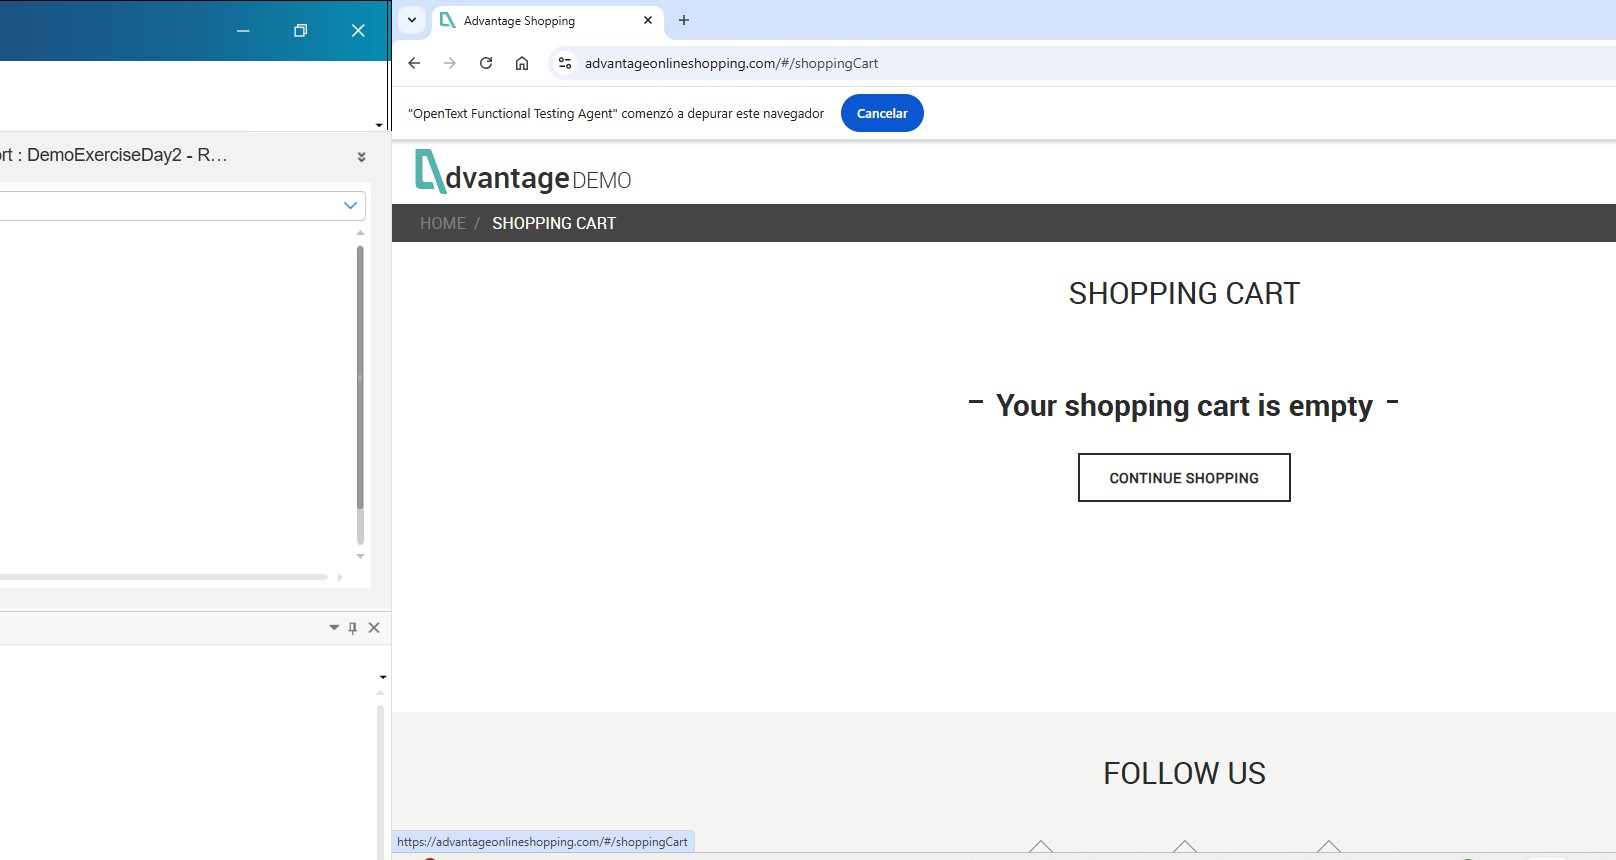 Advantage Shopping
advantageonlineshopping.com/#/shoppingCart
"OpenText Functional Testing Agent" comenzó a depurar este navegador
Cancelar
rt : DemoExerciseDay2 - R...
dvantage DEMO
HOME / SHOPPING CART
SHOPPING CART
- Your shopping cart is empty -
CONTINUE SHOPPING
FOLLOW US
https://advantageonlineshopping.com/#/shoppingCart